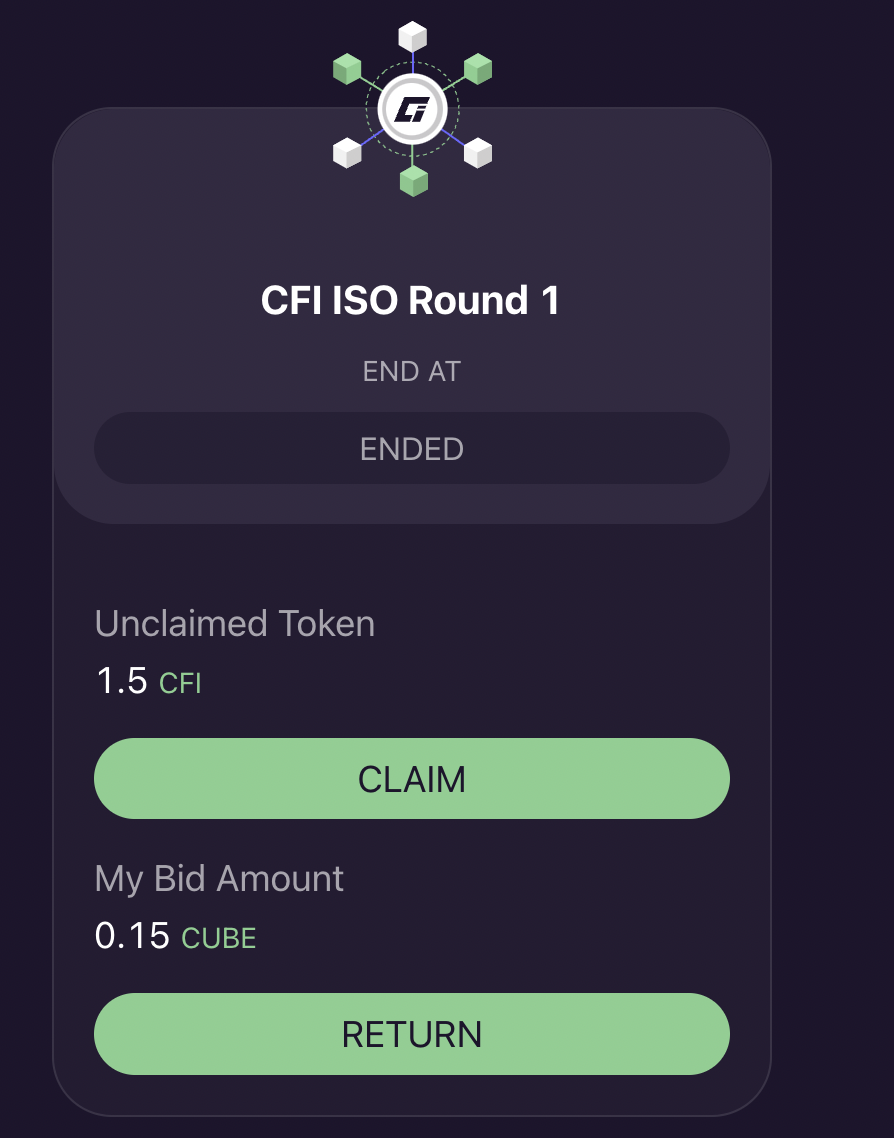 CFI ISO Round 1
END AT
ENDED
Unclaimed Token
1.5 CFI
CLAIM
My Bid Amount
0.15 CUBE
RETURN